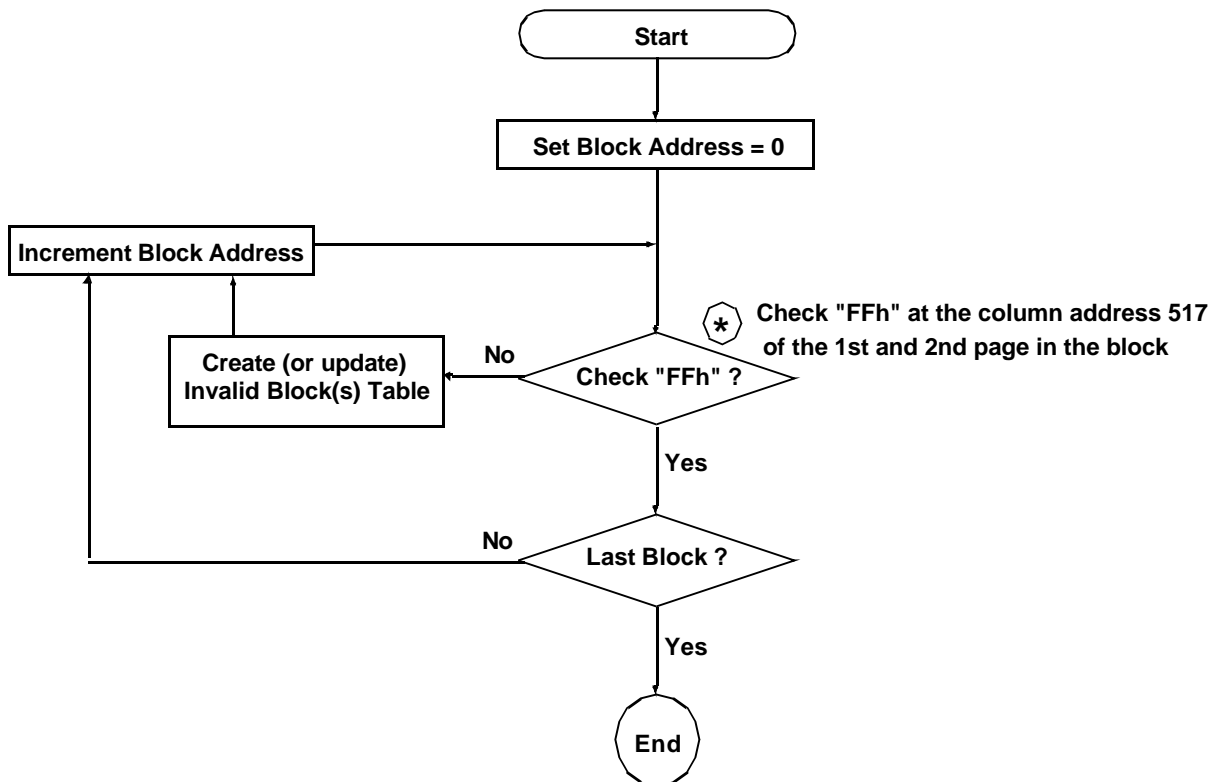 Start
Set Block Address = 0
Increment Block Address
*
Check "FFh" at the column address 517
of the 1st and 2nd page in the block
No
Create (or update)
Invalid Block(s) Table
Check "FFh" ?
Yes
No
Last Block ?
Yes
End